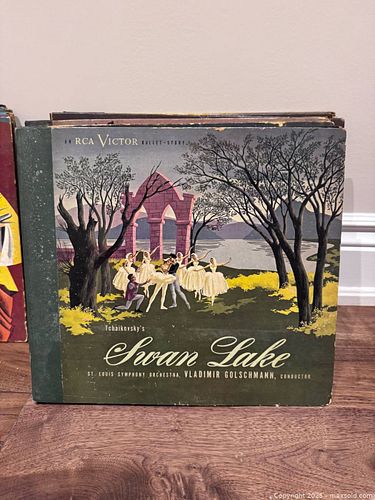 AN RCA VICTOR BALLET-STORY
Tchaikovsky's
Swan Lake
ST. LOUIS SYMPHONY ORCHESTRA, VLADIMIR GOLSCHMANN, CONDUCTOR
Copyright 2025 - maxsold.com